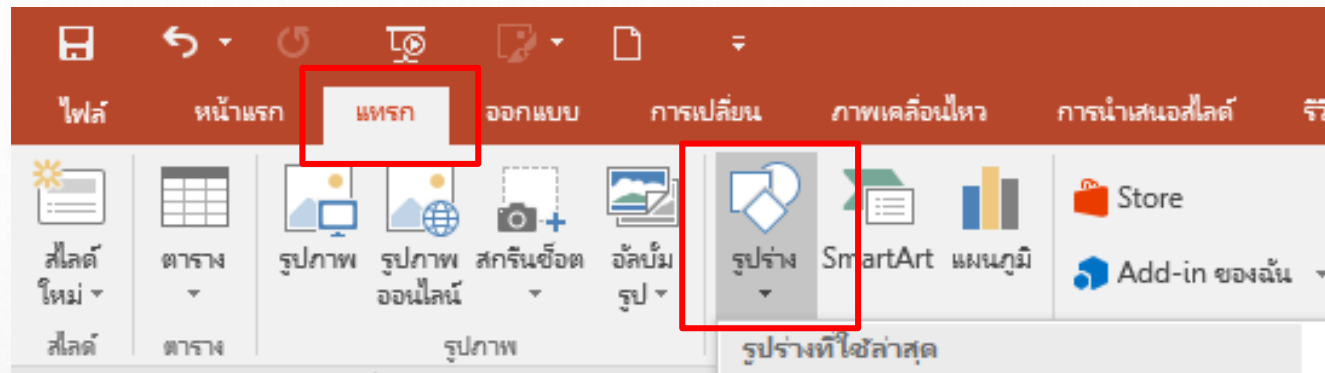 ไฟล์ หน้าแรก แทรก ออกแบบ การเปลี่ยน ภาพเคลื่อนไหว การนำเสนอสไลด์
สไลด์ใหม่
ตาราง
รูปภาพ
รูปภาพออนไลน์
สกรีนช็อต
อัลบั้มรูป
รูปร่าง
SmartArt
แผนภูมิ
Store
Add-in ของฉัน
สไลด์ ตาราง รูปภาพ
รูปร่างที่ใช้ล่าสุด